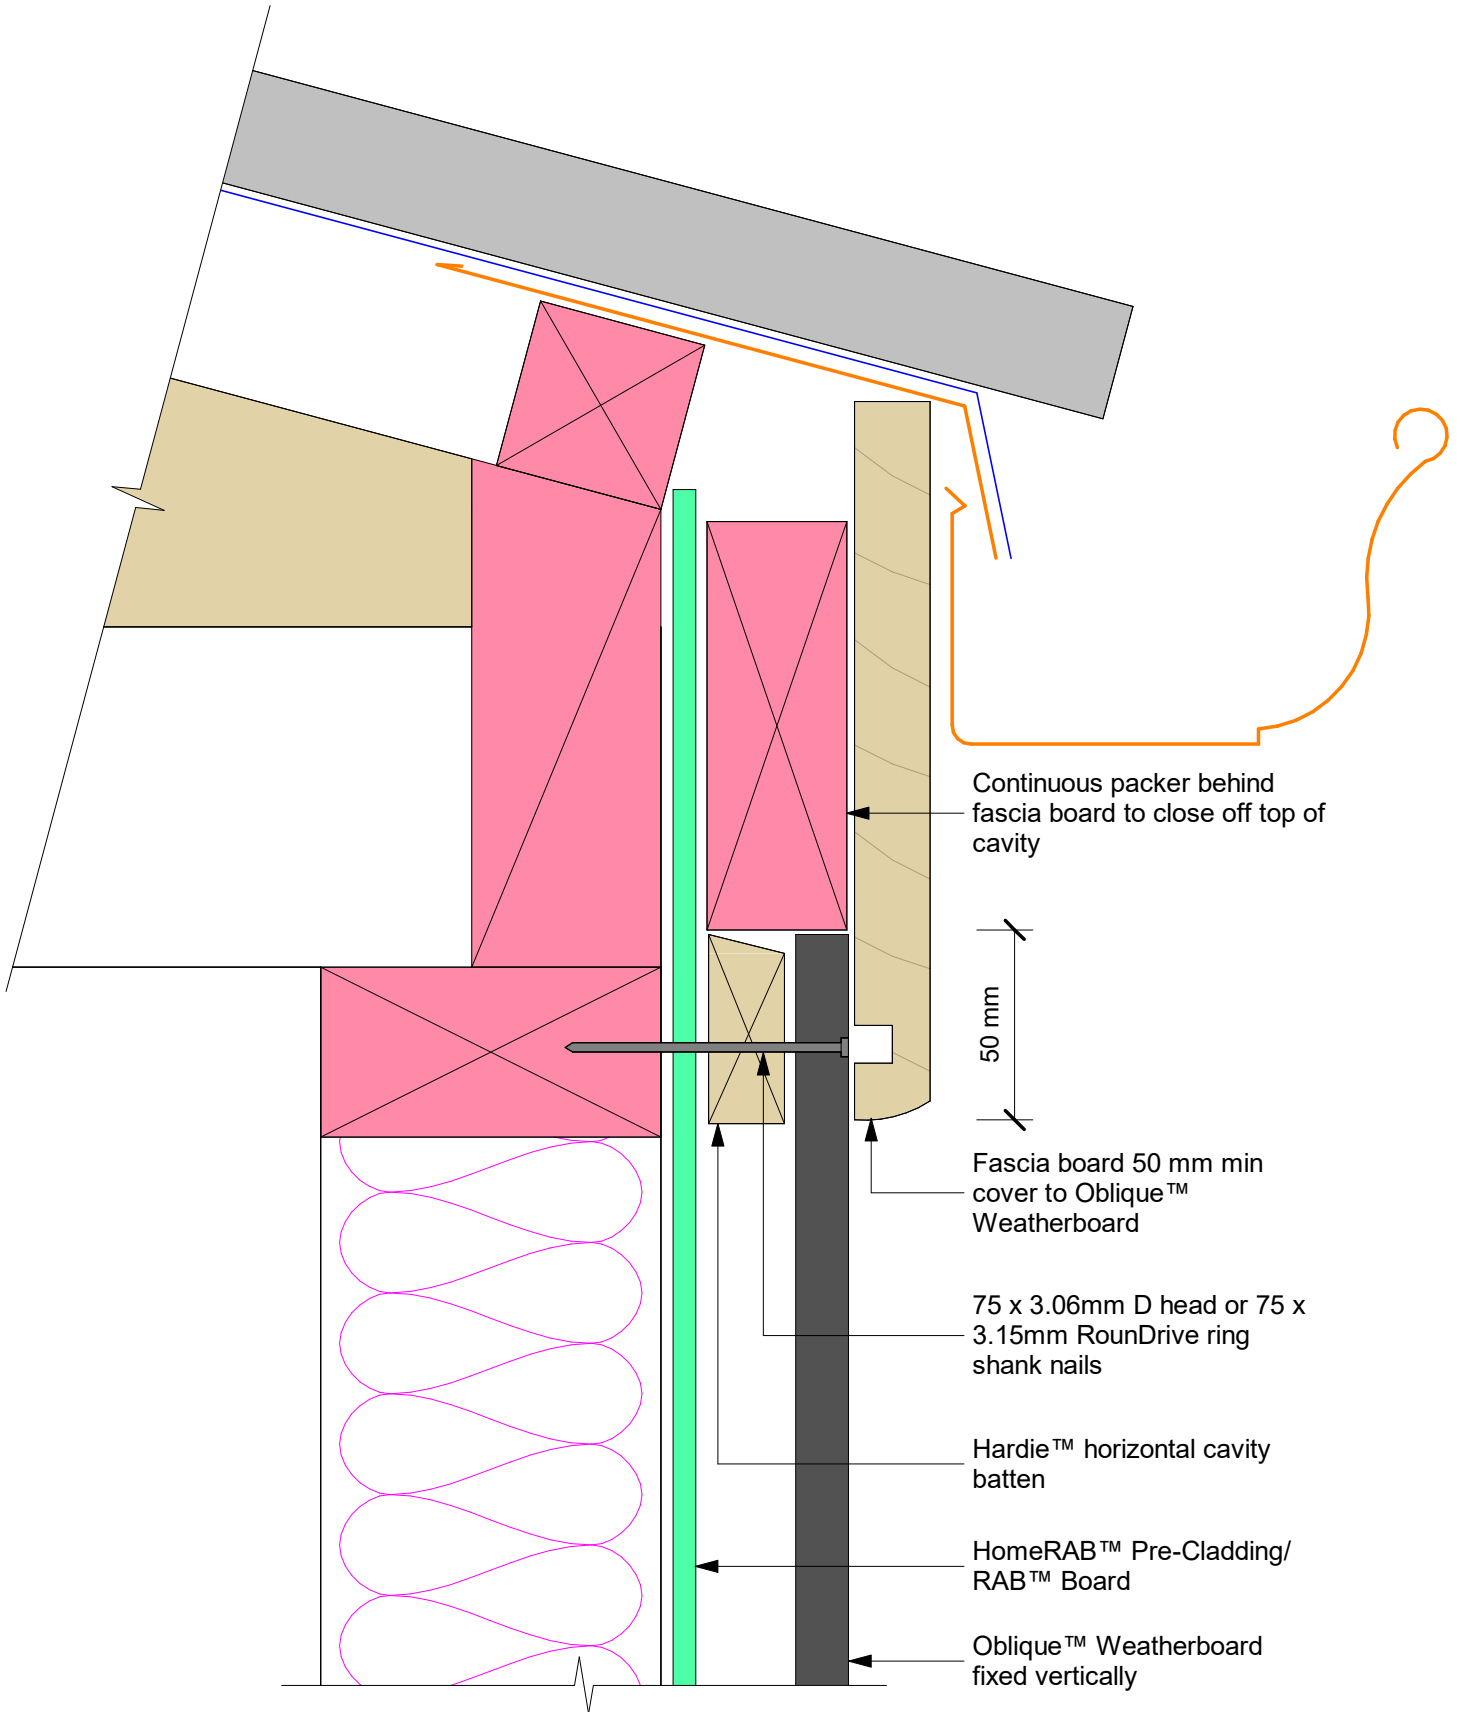 Continuous packer behind
fascia board to close off top of
cavity
50 mm
Fascia board 50 mm min
cover to Oblique™
Weatherboard
75 x 3.06mm D head or 75 x
3.15mm RounDrive ring
shank nails
Hardie™ horizontal cavity
batten
HomeRAB™ Pre-Cladding/
RAB™ Board
Oblique™ Weatherboard
fixed vertically